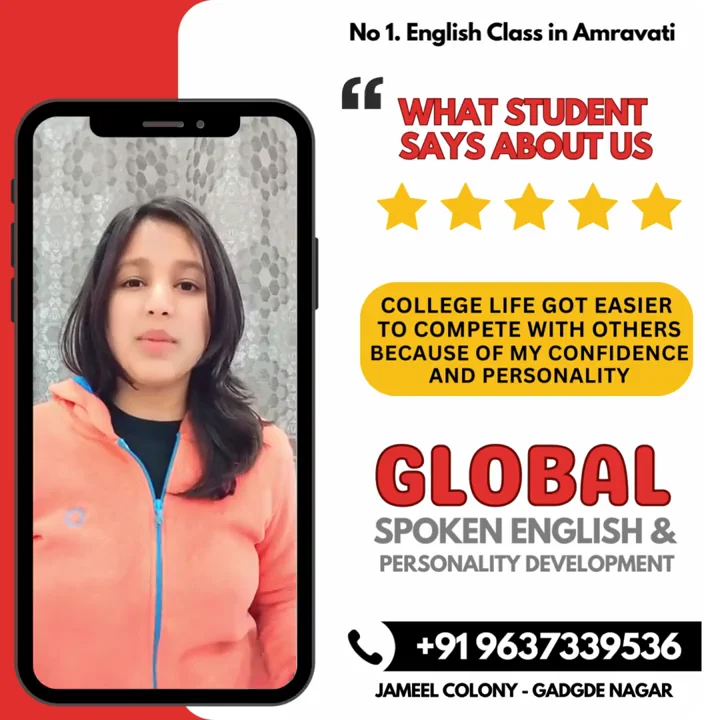 No 1. English Class in Amravati
“
WHAT STUDENT
SAYS ABOUT US
COLLEGE LIFE GOT EASIER
TO COMPETE WITH OTHERS
BECAUSE OF MY CONFIDENCE
AND PERSONALITY
GLOBAL
SPOKEN ENGLISH &
PERSONALITY DEVELOPMENT
+91 9637339536
JAMEEL COLONY - GADGDE NAGAR